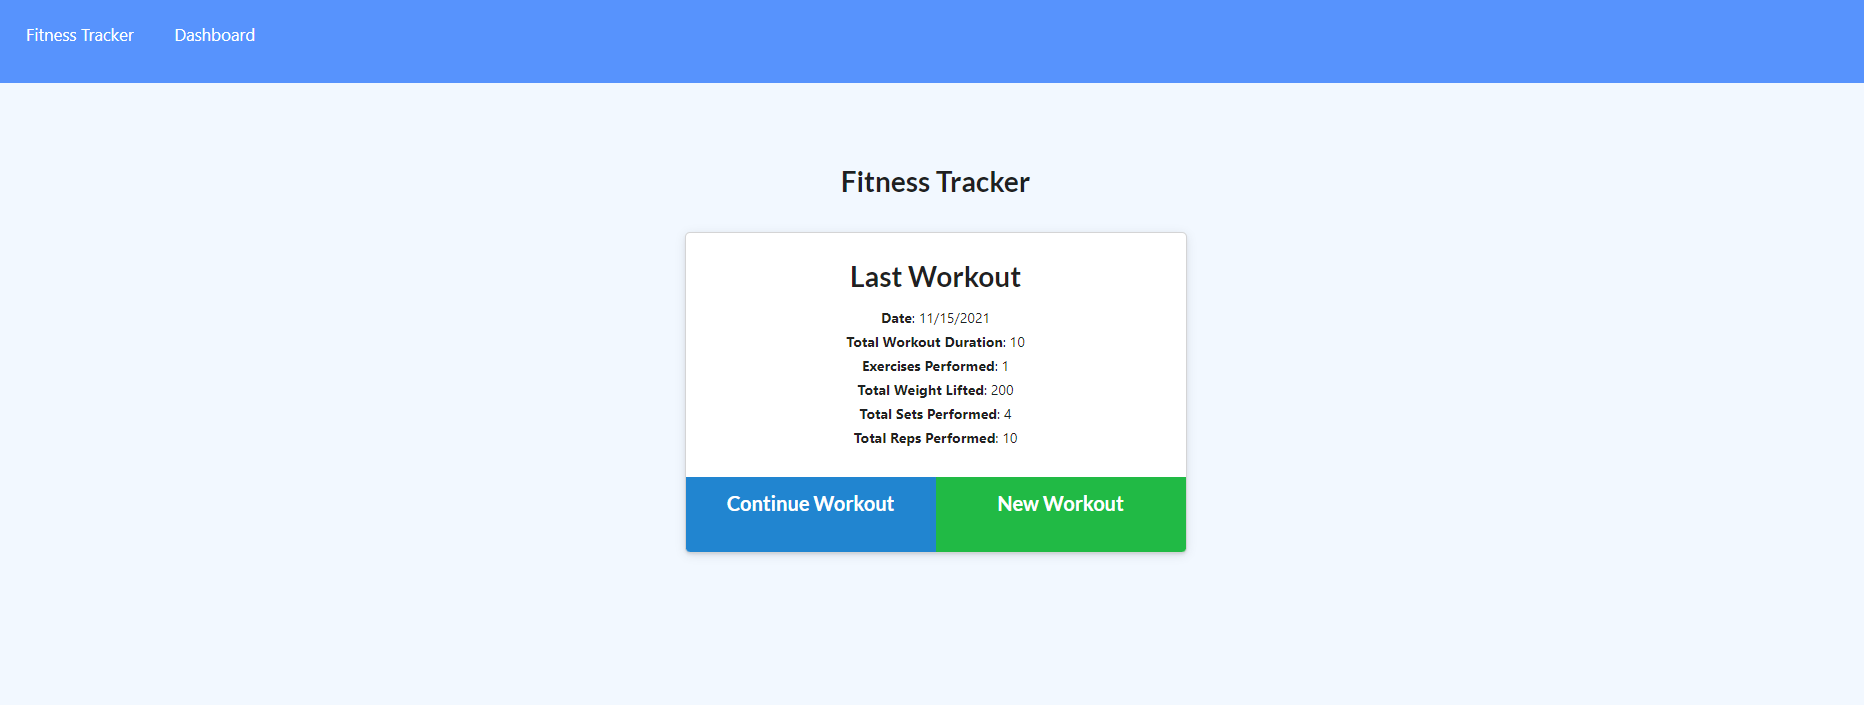 Fitness Tracker Dashboard
Fitness Tracker
Last Workout
Date: 11/15/2021
Total Workout Duration: 10
Exercises Performed: 1
Total Weight Lifted: 200
Total Sets Performed: 4
Total Reps Performed: 10
Continue Workout New Workout